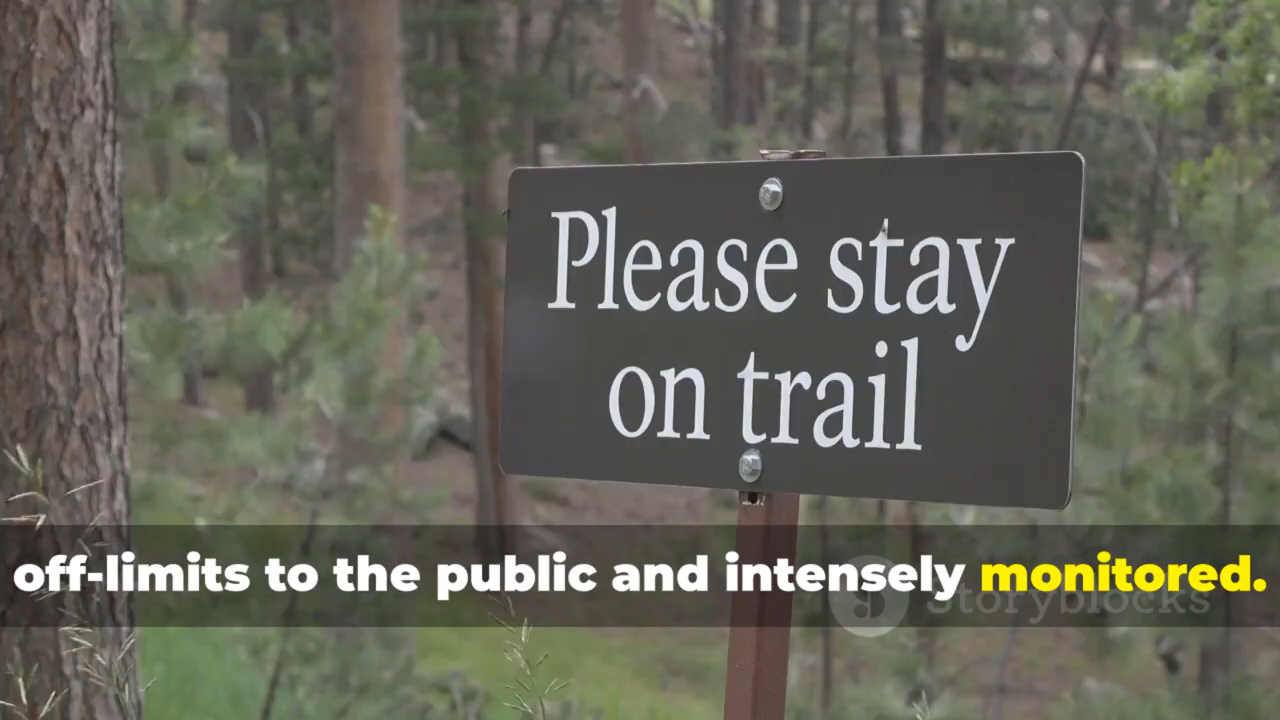 Please stay
on trail
off-limits to the public and intensely monitored.
Storyblocks